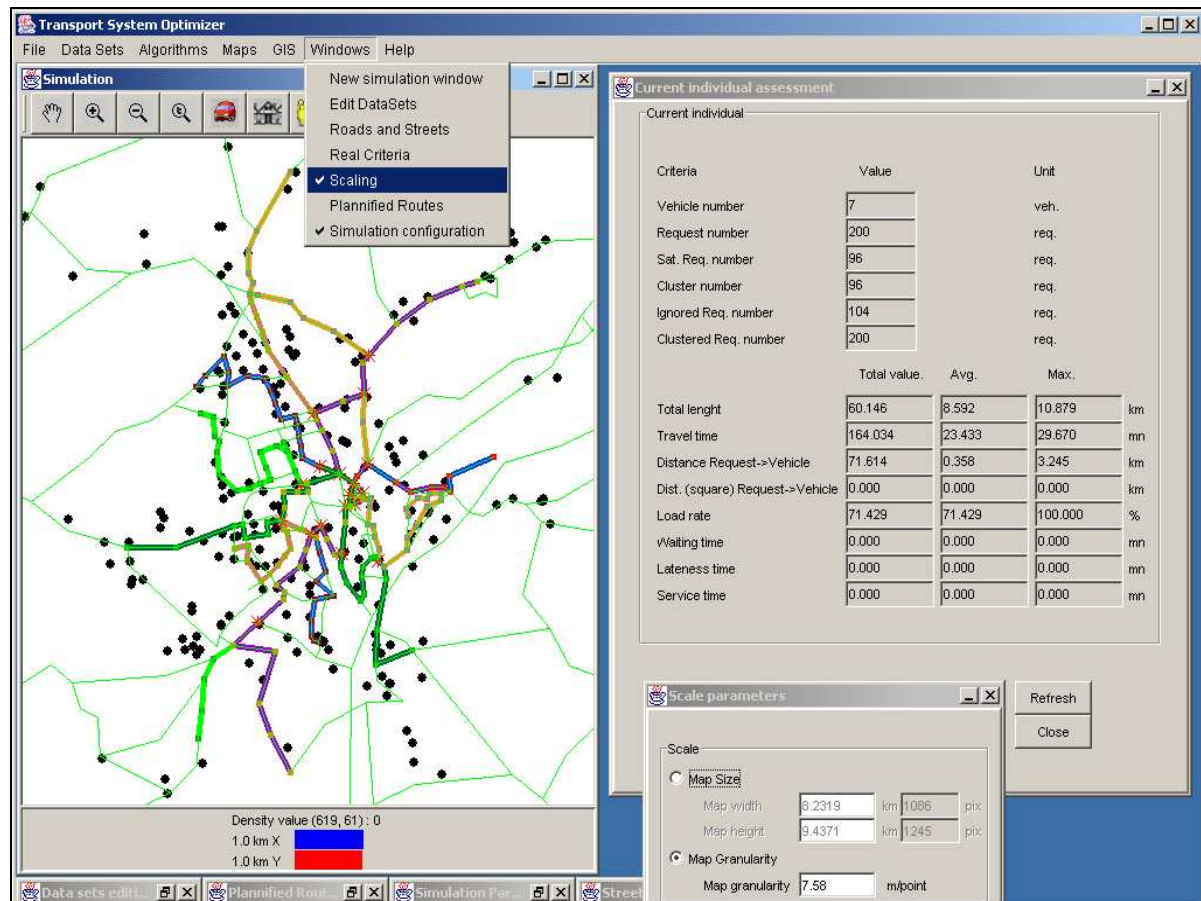 Transport System Optimizer
File Data Sets Algorithms Maps GIS Windows Help
Simulation
New simulation window
Edit DataSets
Roads and Streets
Real Criteria
Scaling
Plannified Routes
Simulation configuration
Density value (619, 61) : 0
1.0 km X
1.0 km Y
Current individual assessment
Current individual
Criteria Value Unit
Vehicle number 7 veh.
Request number 200 req.
Sat. Req. number 96 req.
Cluster number 96 req.
Ignored Req. number 104 req.
Clustered Req. number 200 req.
Total value. Avg. Max.
Total lenght 60.146 8.592 10.879 km
Travel time 164.034 23.433 29.670 mn
Distance Request->Vehicle 71.614 0.358 3.245 km
Dist. (square) Request->Vehicle 0.000 0.000 0.000 km
Load rate 71.429 71.429 100.000 %
Waiting time 0.000 0.000 0.000 mn
Lateness time 0.000 0.000 0.000 mn
Service time 0.000 0.000 0.000 mn
Refresh
Close
Scale parameters
Scale
Map Size
Map width 8.2319 km 1086 pix
Map height 9.4371 km 1245 pix
Map Granularity
Map granularity 7.58 m/point
Data sets editi... Plannified Rout... Simulation Par... Street